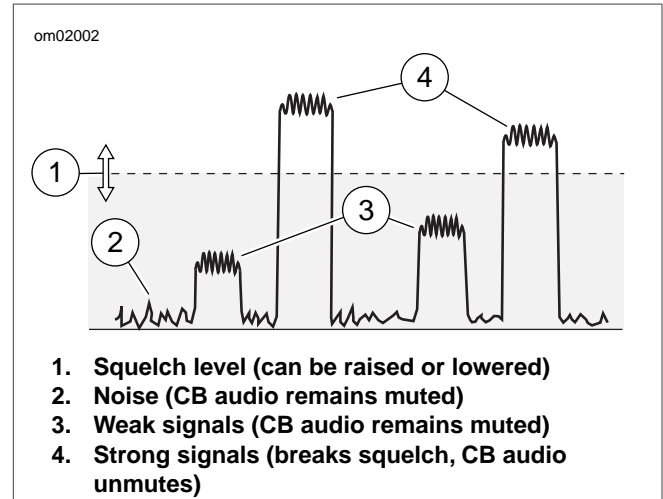 om02002
1
2
3
4
1. Squelch level (can be raised or lowered)
2. Noise (CB audio remains muted)
3. Weak signals (CB audio remains muted)
4. Strong signals (breaks squelch, CB audio
unmutes)